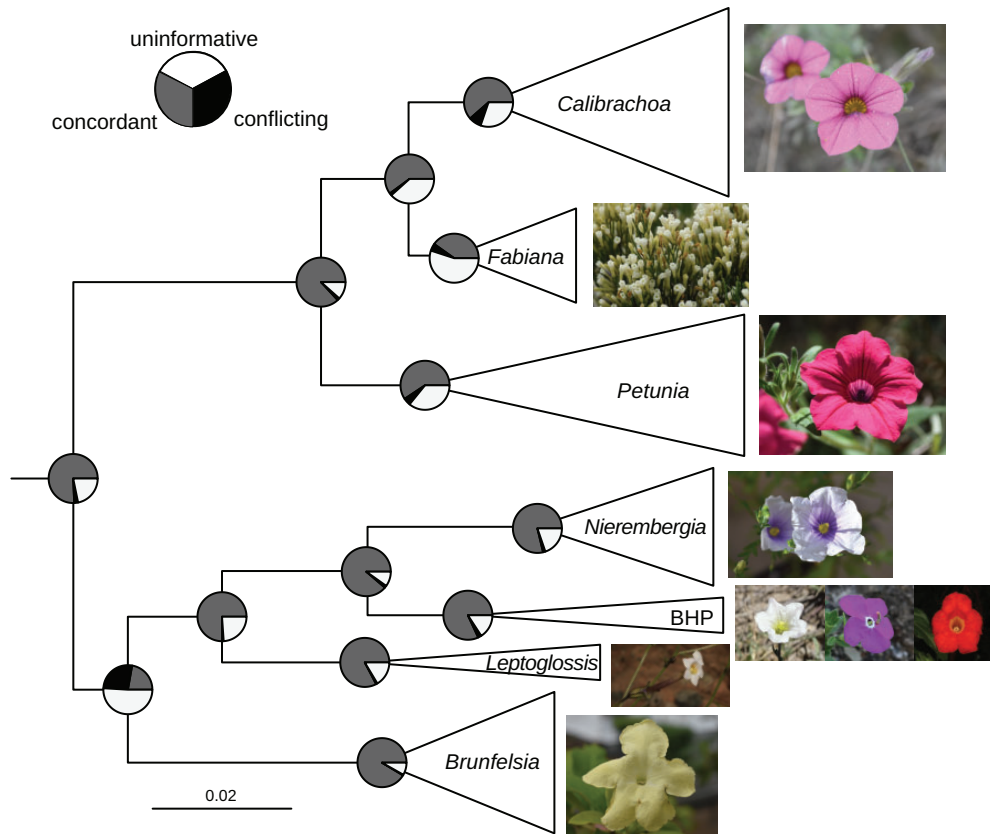 uninformative
concordant
conflicting
Calibrachoa
Fabiana
Petunia
Nierembergia
BHP
Leptoglossis
Brunfelsia
0.02